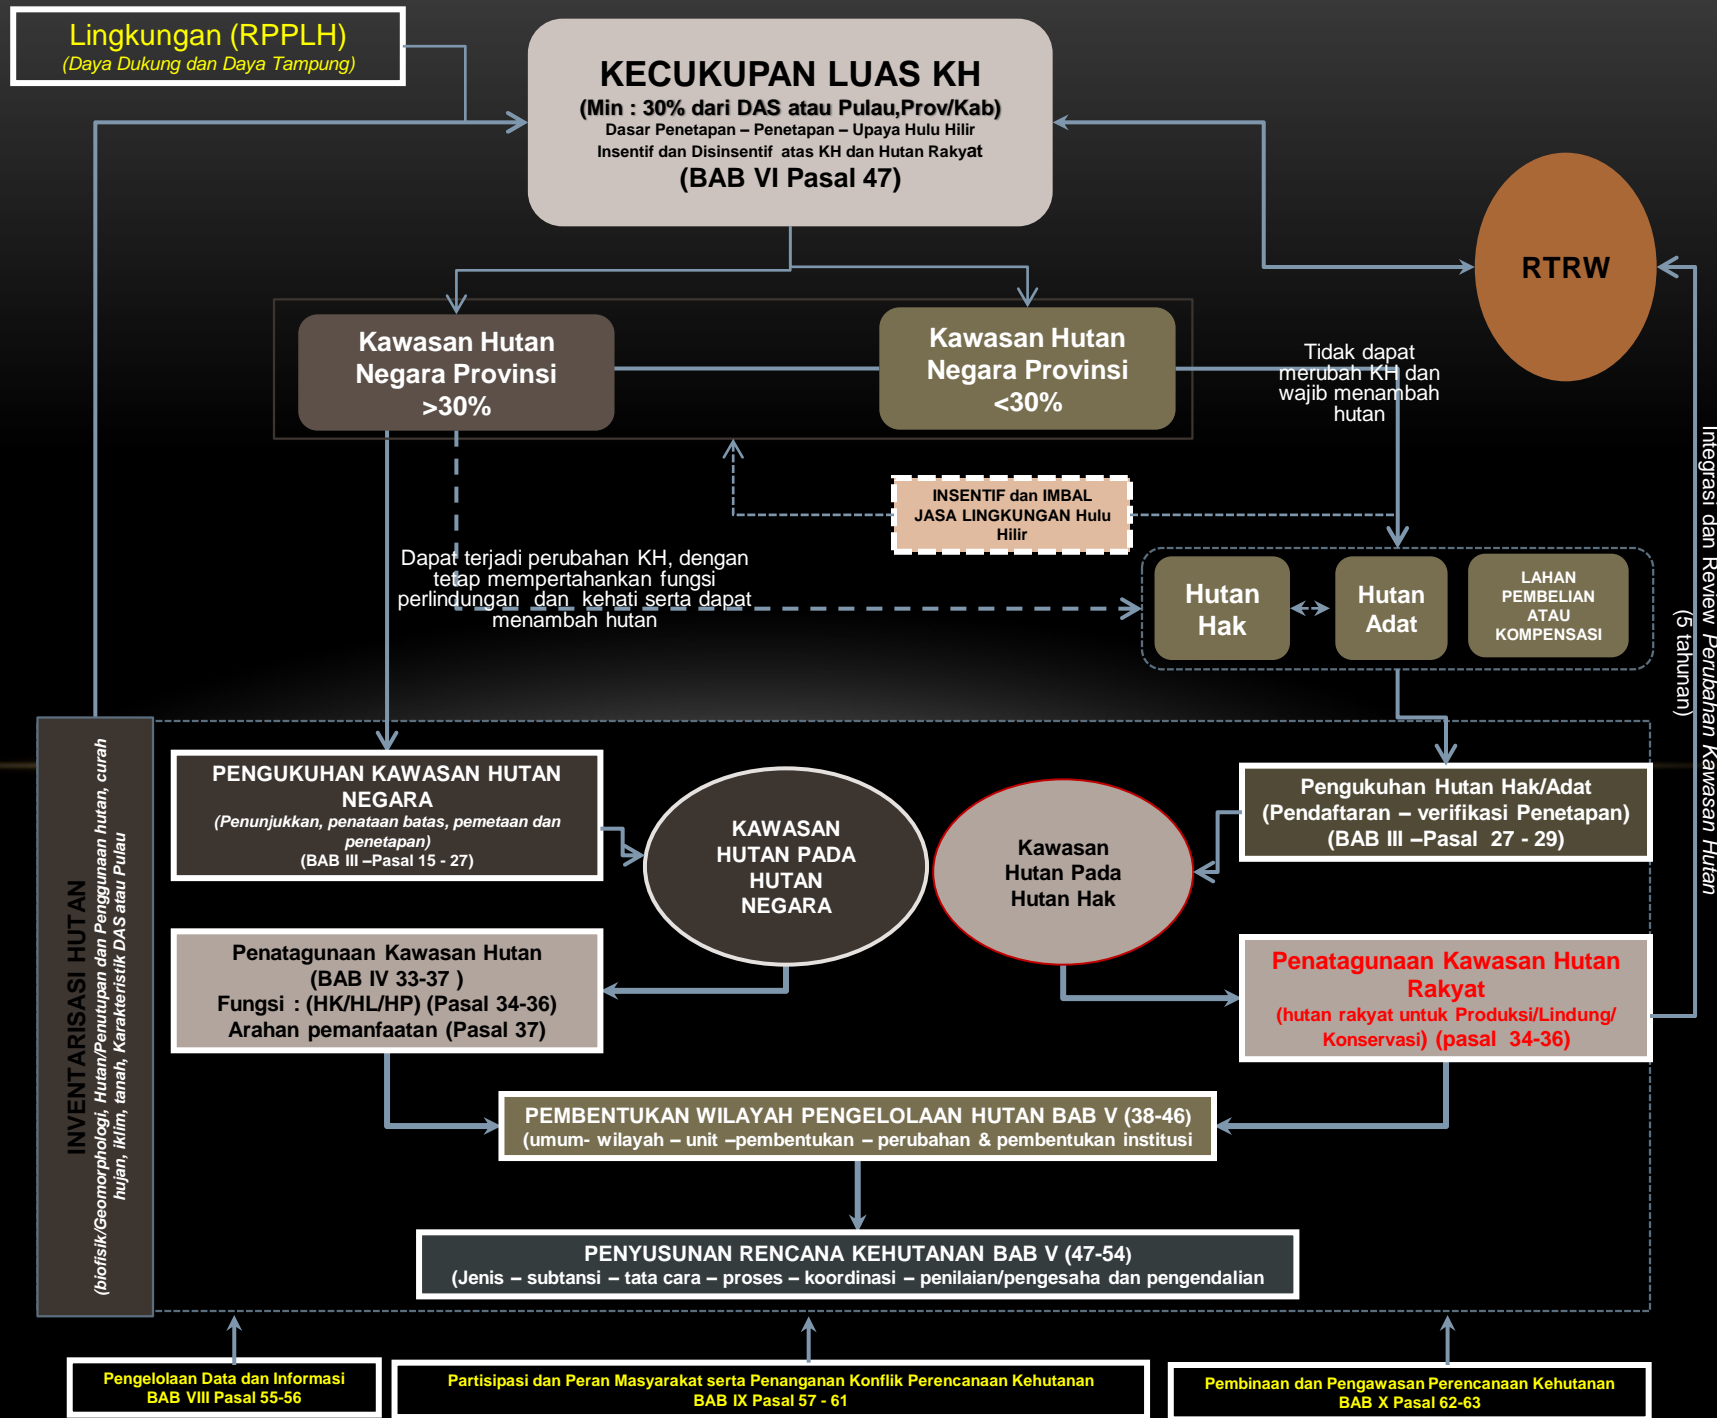 Lingkungan (RPPLH)
(Daya Dukung dan Daya Tampung)
KECUKUPAN LUAS KH
(Min : 30% dari DAS atau Pulau,Prov/Kab)
Dasar Penetapan – Penetapan – Upaya Hulu Hilir
Insentif dan Disinsentif atas KH dan Hutan Rakyat
(BAB VI Pasal 47)
RTRW
Kawasan Hutan
Negara Provinsi
>30%
Kawasan Hutan
Negara Provinsi
<30%
Tidak dapat
merubah KH dan
wajib menambah
hutan
INSENTIF dan IMBAL
JASA LINGKUNGAN Hulu
Hilir
Dapat terjadi perubahan KH, dengan
tetap mempertahankan fungsi
perlindungan dan kehati serta dapat
menambah hutan
Hutan
Hak
Hutan
Adat
LAHAN
PEMBELIAN
ATAU
KOMPENSASI
Integrasi dan Review Perubahan Kawasan Hutan
(5 tahunan)
INVENTARISASI HUTAN
(biofisik/Geomorphologi, Hutan/Penutupan dan Penggunaan hutan, curah
hujan, iklim, tanah, Karakteristik DAS atau Pulau
PENGUKUHAN KAWASAN HUTAN
NEGARA
(Penunjukkan, penataan batas, pemetaan dan
penetapan)
(BAB III –Pasal 15 - 27)
KAWASAN
HUTAN PADA
HUTAN
NEGARA
Kawasan
Hutan Pada
Hutan Hak
Pengukuhan Hutan Hak/Adat
(Pendaftaran – verifikasi Penetapan)
(BAB III –Pasal 27 - 29)
Penatagunaan Kawasan Hutan
(BAB IV 33-37 )
Fungsi : (HK/HL/HP) (Pasal 34-36)
Arahan pemanfaatan (Pasal 37)
Penatagunaan Kawasan Hutan
Rakyat
(hutan rakyat untuk Produksi/Lindung/
Konservasi) (pasal 34-36)
PEMBENTUKAN WILAYAH PENGELOLAAN HUTAN BAB V (38-46)
(umum- wilayah – unit –pembentukan – perubahan & pembentukan institusi
PENYUSUNAN RENCANA KEHUTANAN BAB V (47-54)
(Jenis – subtansi – tata cara – proses – koordinasi – penilaian/pengesaha dan pengendalian
Pengelolaan Data dan Informasi
BAB VIII Pasal 55-56
Partisipasi dan Peran Masyarakat serta Penanganan Konflik Perencanaan Kehutanan
BAB IX Pasal 57 - 61
Pembinaan dan Pengawasan Perencanaan Kehutanan
BAB X Pasal 62-63